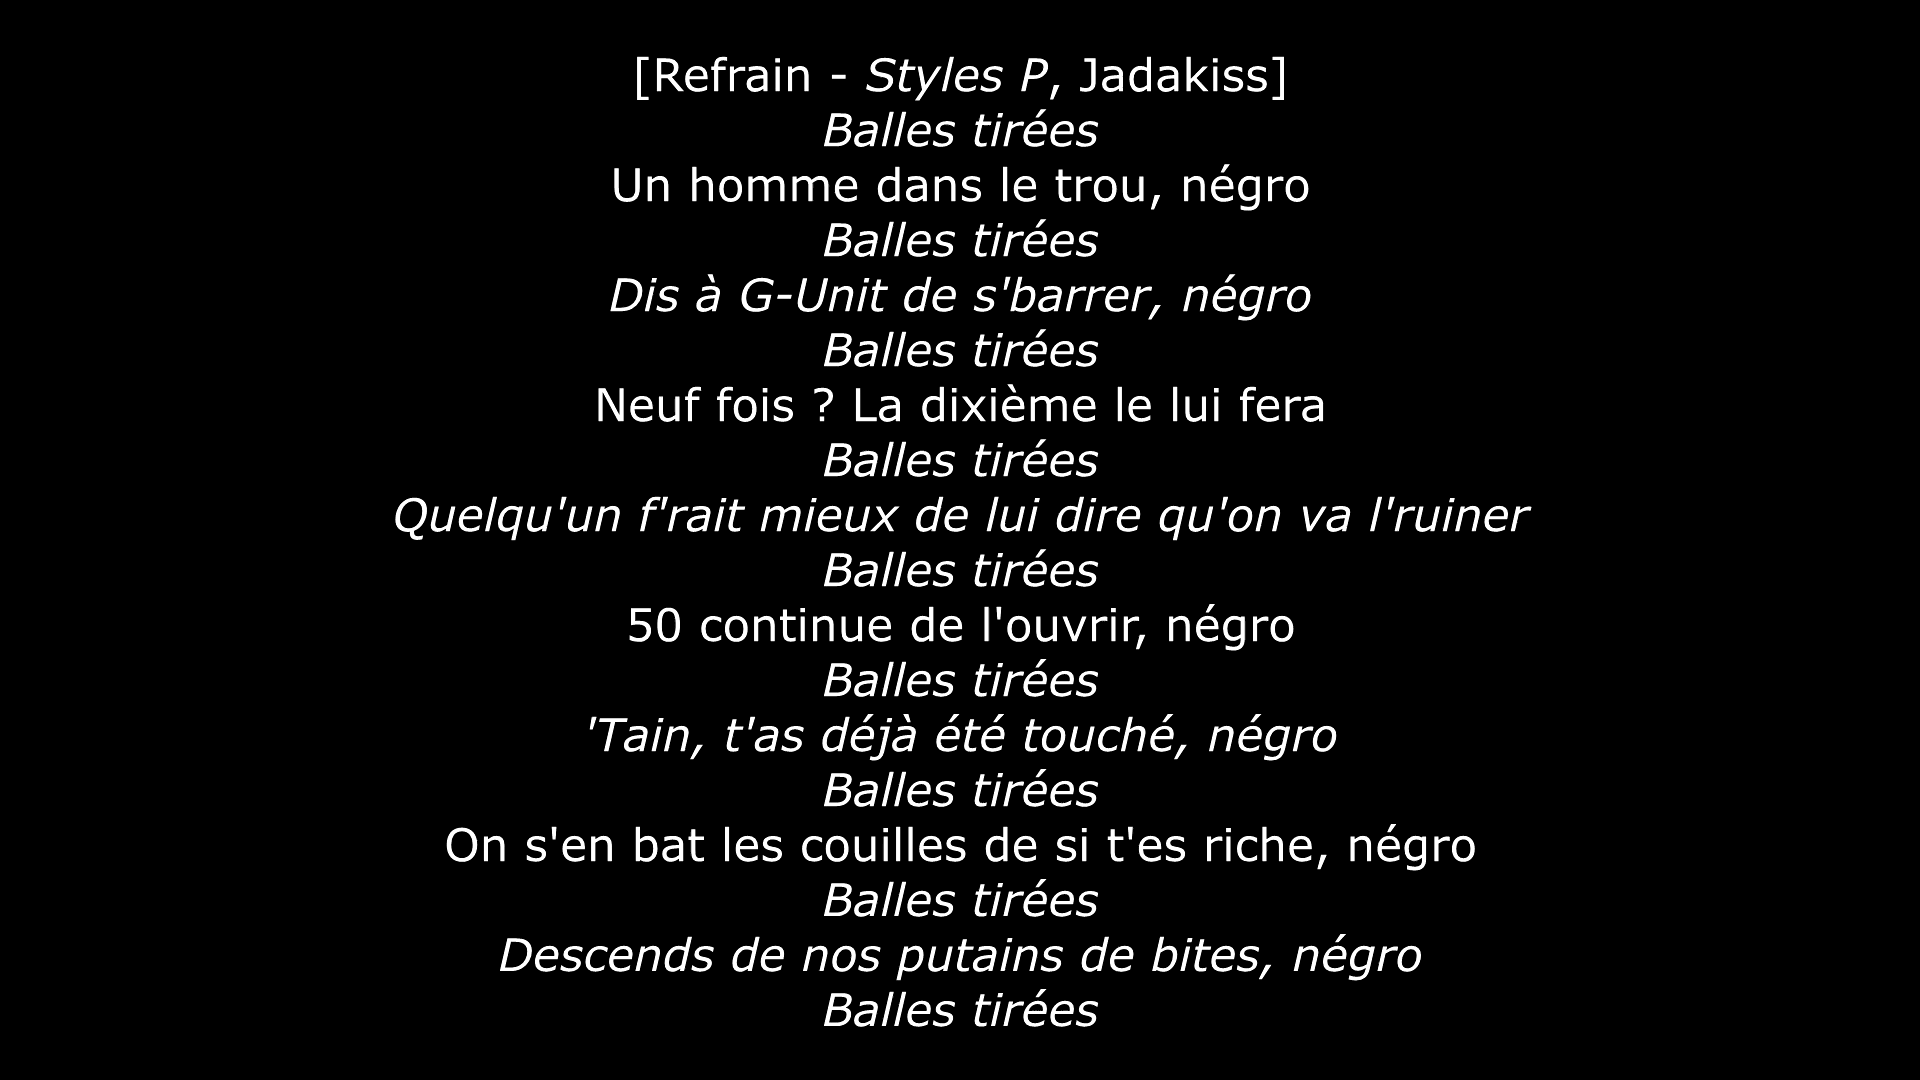 [Refrain - Styles P, Jadakiss]
Balles tirées
Un homme dans le trou, négro
Balles tirées
Dis à G-Unit de s'barrer, négro
Balles tirées
Neuf fois ? La dixième le lui fera
Balles tirées
Quelqu'un f'rait mieux de lui dire qu'on va l'ruiner
Balles tirées
50 continue de l'ouvrir, négro
Balles tirées
'Tain, t'as déjà été touché, négro
Balles tirées
On s'en bat les couilles de si t'es riche, négro
Balles tirées
Descends de nos putains de bites, négro
Balles tirées